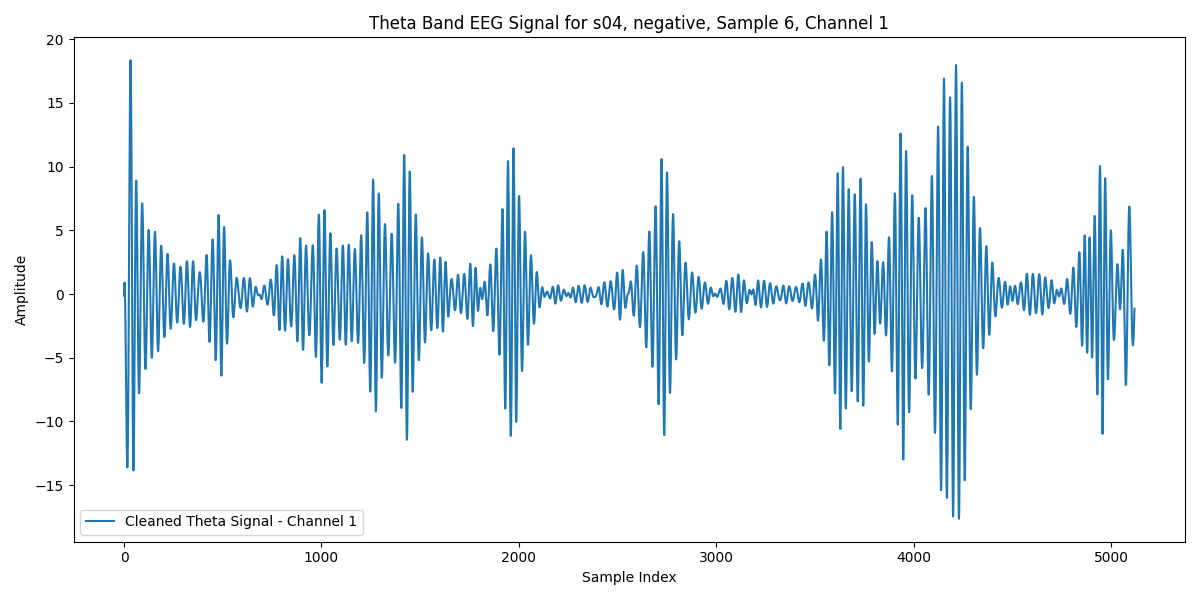 Theta Band EEG Signal for s04, negative, Sample 6, Channel 1
20
15
10
5
0
−5
−10
−15
Amplitude
Cleaned Theta Signal - Channel 1
0 1000 2000 3000 4000 5000
Sample Index